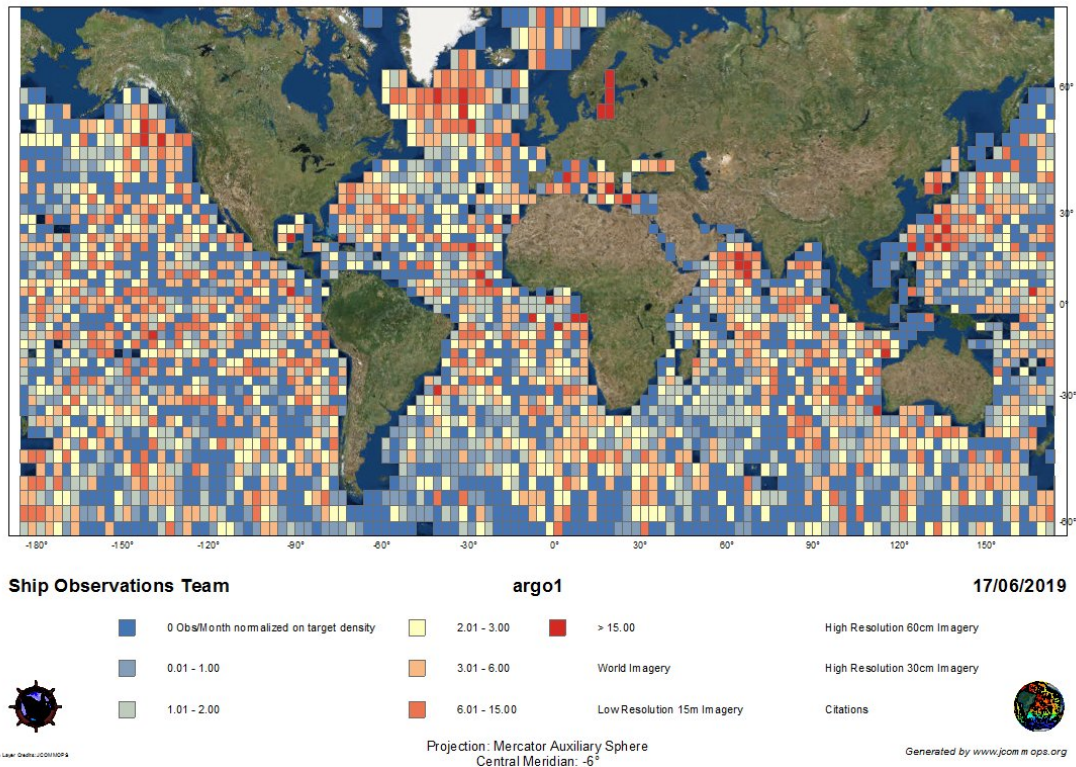 60°
30°
0°
-30°
-60°
-180° -150° -120° -90° -60° -30° 0° 30° 60° 90° 120° 150°
Ship Observations Team argo1 17/06/2019
0 Obs/Month normalized on target density 2.01 - 3.00 > 15.00 High Resolution 60cm Imagery
0.01 - 1.00 3.01 - 6.00 World Imagery High Resolution 30cm Imagery
1.01 - 2.00 6.01 - 15.00 Low Resolution 15m Imagery Citations
Layer Credits: JCOMMOPS
Projection: Mercator Auxiliary Sphere
Central Meridian: -6°
Generated by www.jcommops.org